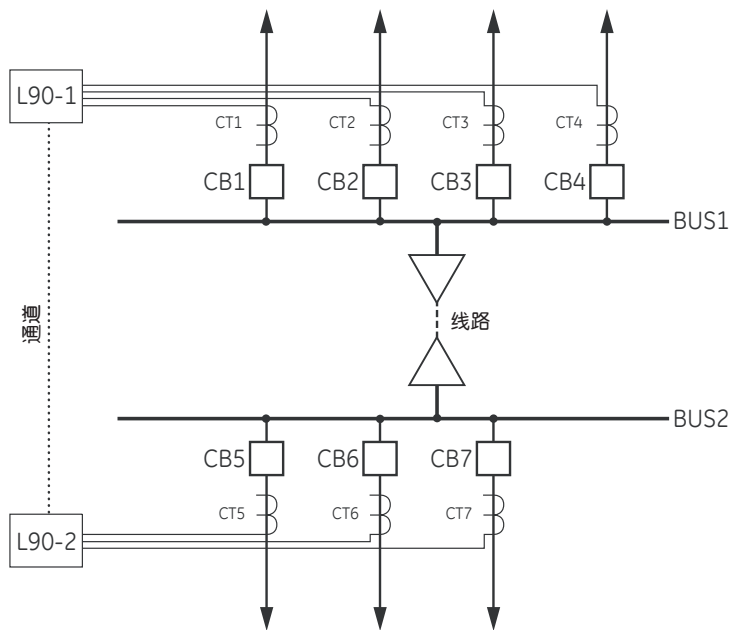 L90-1
CT1
CT2
CT3
CT4
CB1
CB2
CB3
CB4
BUS1
通道
线路
BUS2
CB5
CB6
CB7
CT5
CT6
CT7
L90-2